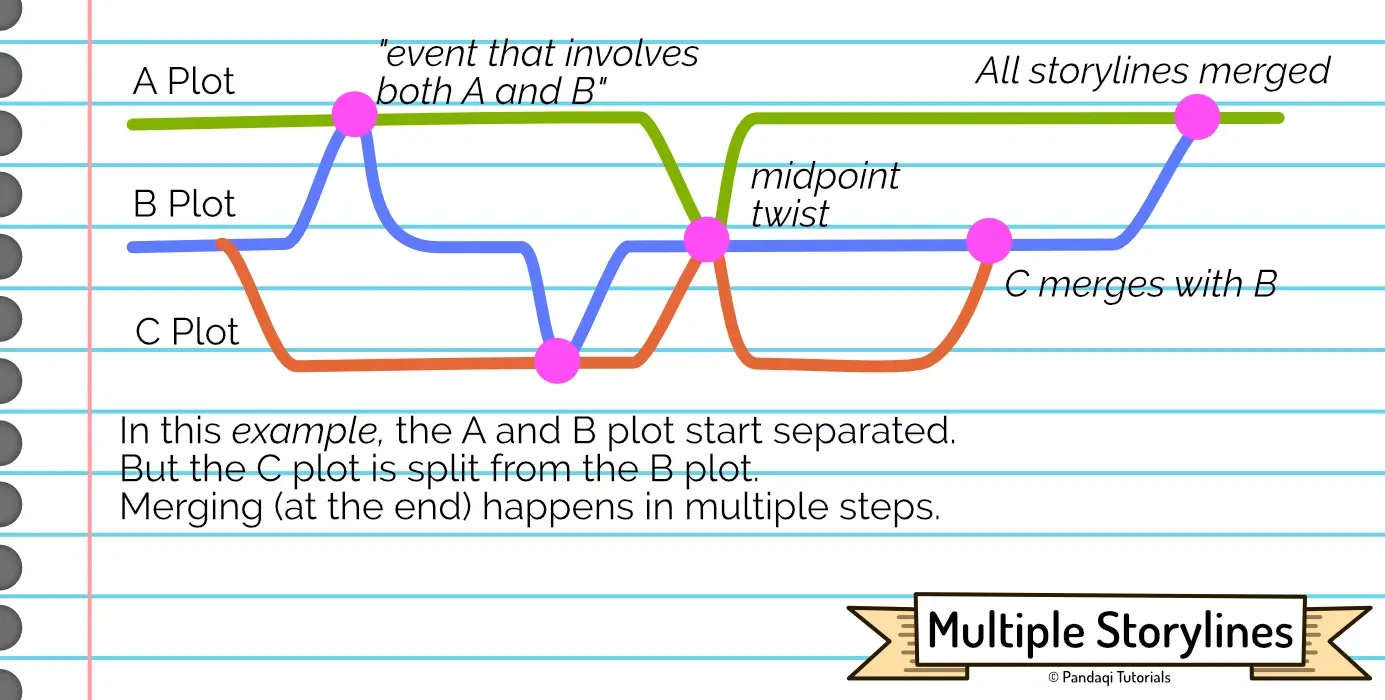 "event that involves
both A and B"
All storylines merged
A Plot
midpoint
twist
B Plot
C merges with B
C Plot
In this example, the A and B plot start separated.
But the C plot is split from the B plot.
Merging (at the end) happens in multiple steps.
Multiple Storylines
© Pandaqi Tutorials